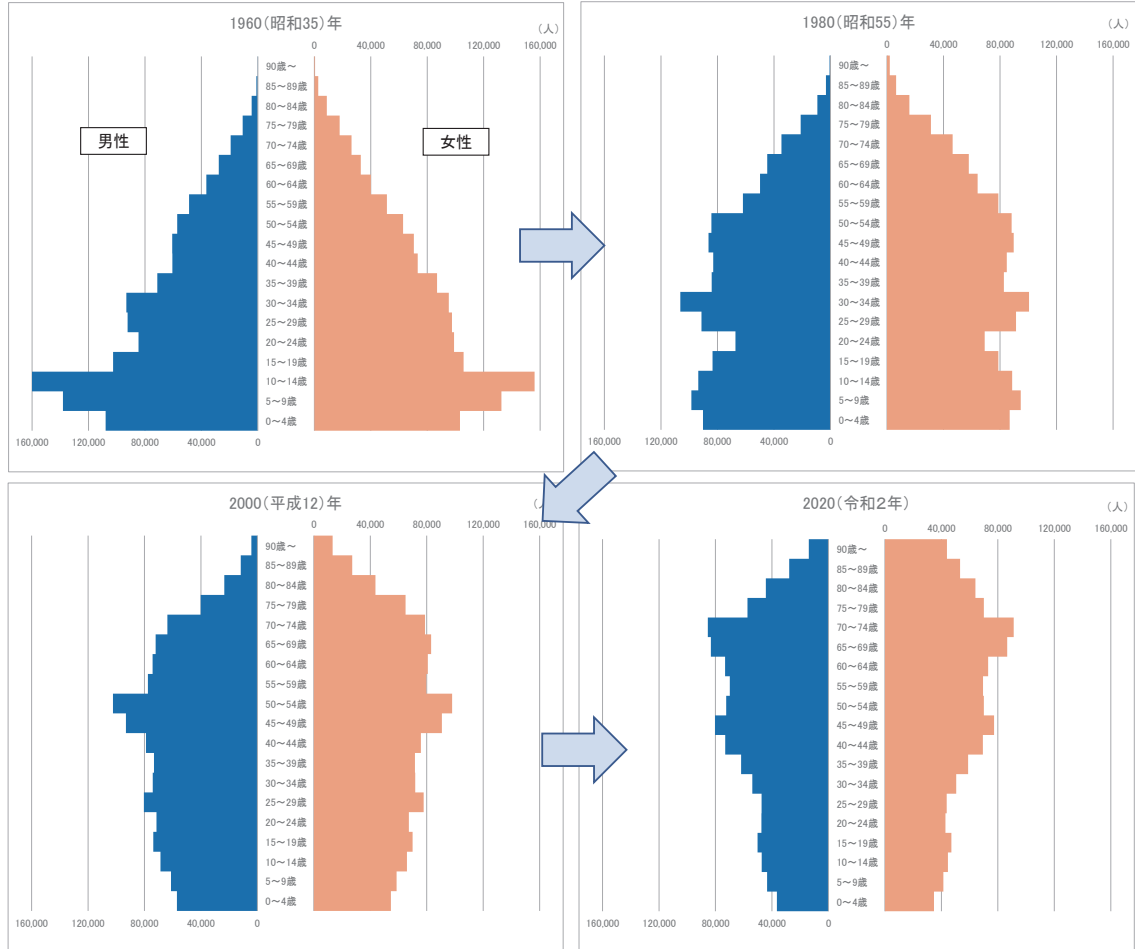 1960(昭和35)年
(人)
0 40,000 80,000 120,000 160,000
90歳～
85～89歳
80～84歳
75～79歳
男性 70～74歳 女性
65～69歳
60～64歳
55～59歳
50～54歳
45～49歳
40～44歳
35～39歳
30～34歳
25～29歳
20～24歳
15～19歳
10～14歳
5～9歳
0～4歳
160,000 120,000 80,000 40,000 0
1980(昭和55)年
(人)
0 40,000 80,000 120,000 160,000
90歳～
85～89歳
80～84歳
75～79歳
70～74歳
65～69歳
60～64歳
55～59歳
50～54歳
45～49歳
40～44歳
35～39歳
30～34歳
25～29歳
20～24歳
15～19歳
10～14歳
5～9歳
0～4歳
160,000 120,000 80,000 40,000 0
2000(平成12)年
0 40,000 80,000 120,000 160,000
90歳～
85～89歳
80～84歳
75～79歳
70～74歳
65～69歳
60～64歳
55～59歳
50～54歳
45～49歳
40～44歳
35～39歳
30～34歳
25～29歳
20～24歳
15～19歳
10～14歳
5～9歳
0～4歳
160,000 120,000 80,000 40,000 0
2020(令和2年)
(人)
0 40,000 80,000 120,000 160,000
90歳～
85～89歳
80～84歳
75～79歳
70～74歳
65～69歳
60～64歳
55～59歳
50～54歳
45～49歳
40～44歳
35～39歳
30～34歳
25～29歳
20～24歳
15～19歳
10～14歳
5～9歳
0～4歳
160,000 120,000 80,000 40,000 0